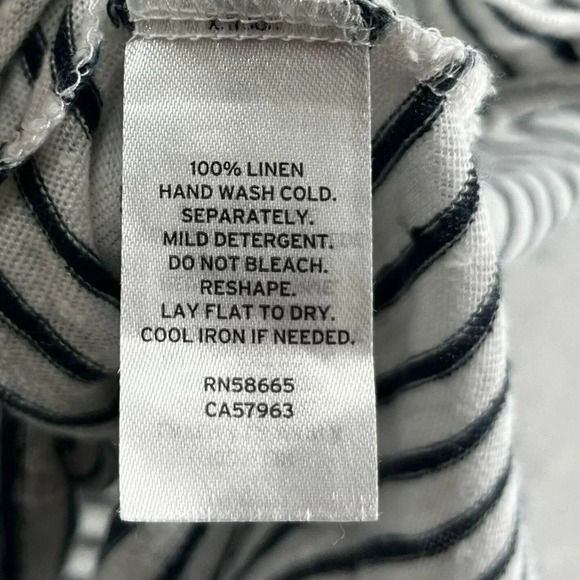 100% LINEN
HAND WASH COLD.
SEPARATELY.
MILD DETERGENT.
DO NOT BLEACH.
RESHAPE.
LAY FLAT TO DRY.
COOL IRON IF NEEDED.
RN58665
CA57963